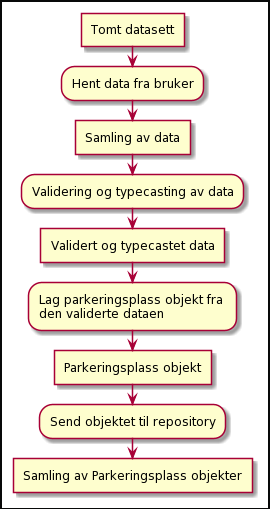 Tomt datasett
Hent data fra bruker
Samling av data
Validering og typecasting av data
Validert og typecastet data
Lag parkeringsplass objekt fra
den validerte dataen
Parkeringsplass objekt
Send objektet til repository
Samling av Parkeringsplass objekter